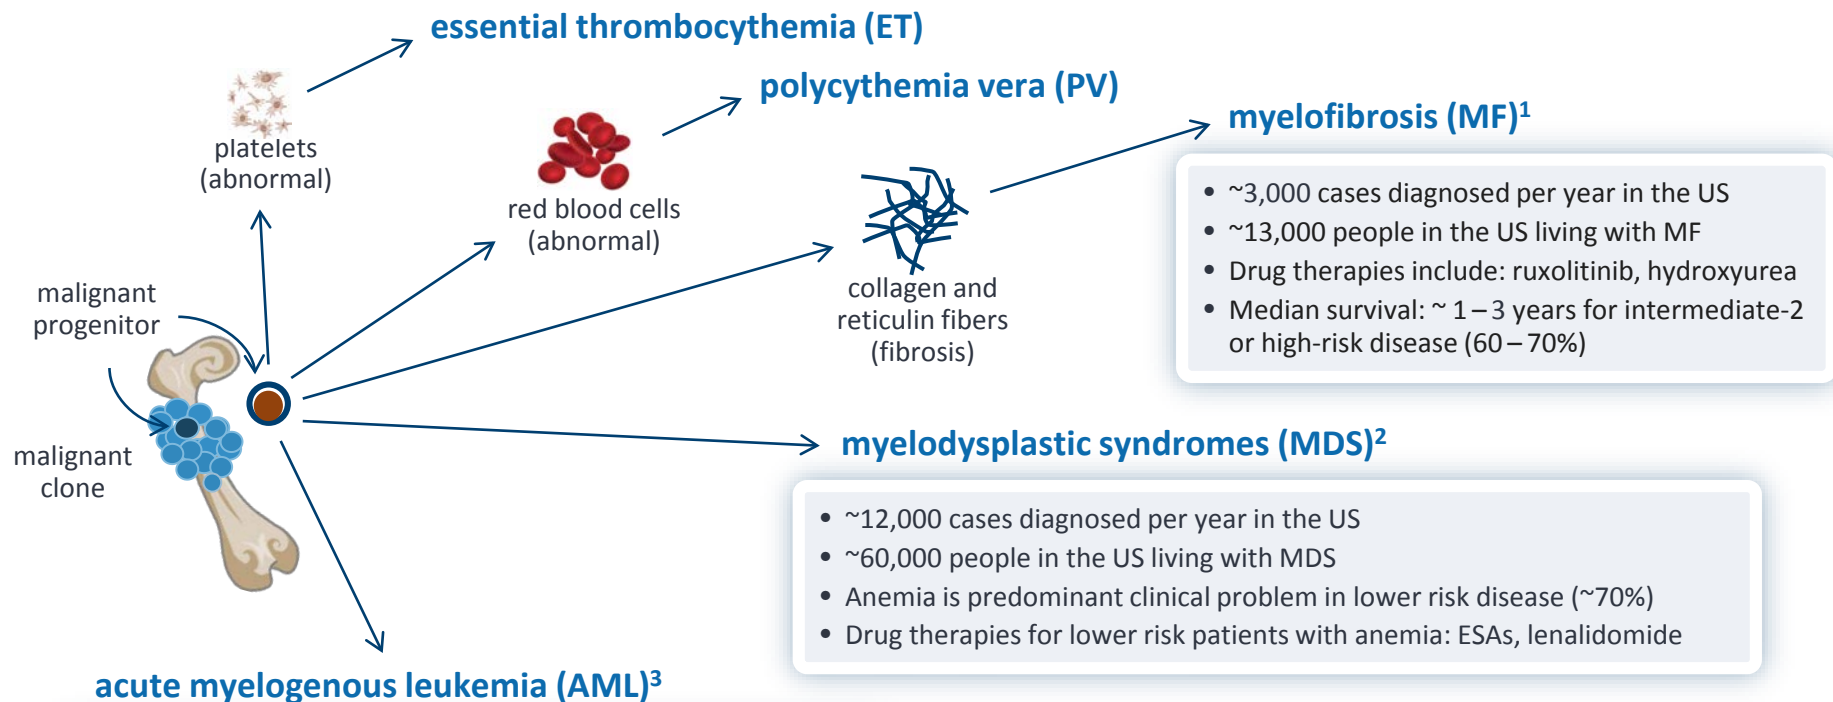 essential thrombocythemia (ET)
polycythemia vera (PV)
myelofibrosis (MF)¹
platelets
(abnormal)
red blood cells
(abnormal)
collagen and
reticulin fibers
(fibrosis)
• ~3,000 cases diagnosed per year in the US
• ~13,000 people in the US living with MF
• Drug therapies include: ruxolitinib, hydroxyurea
• Median survival: ~ 1 – 3 years for intermediate-2
or high-risk disease (60 – 70%)
malignant
progenitor
malignant
clone
myelodysplastic syndromes (MDS)²
• ~12,000 cases diagnosed per year in the US
• ~60,000 people in the US living with MDS
• Anemia is predominant clinical problem in lower risk disease (~70%)
• Drug therapies for lower risk patients with anemia: ESAs, lenalidomide
acute myelogenous leukemia (AML)³